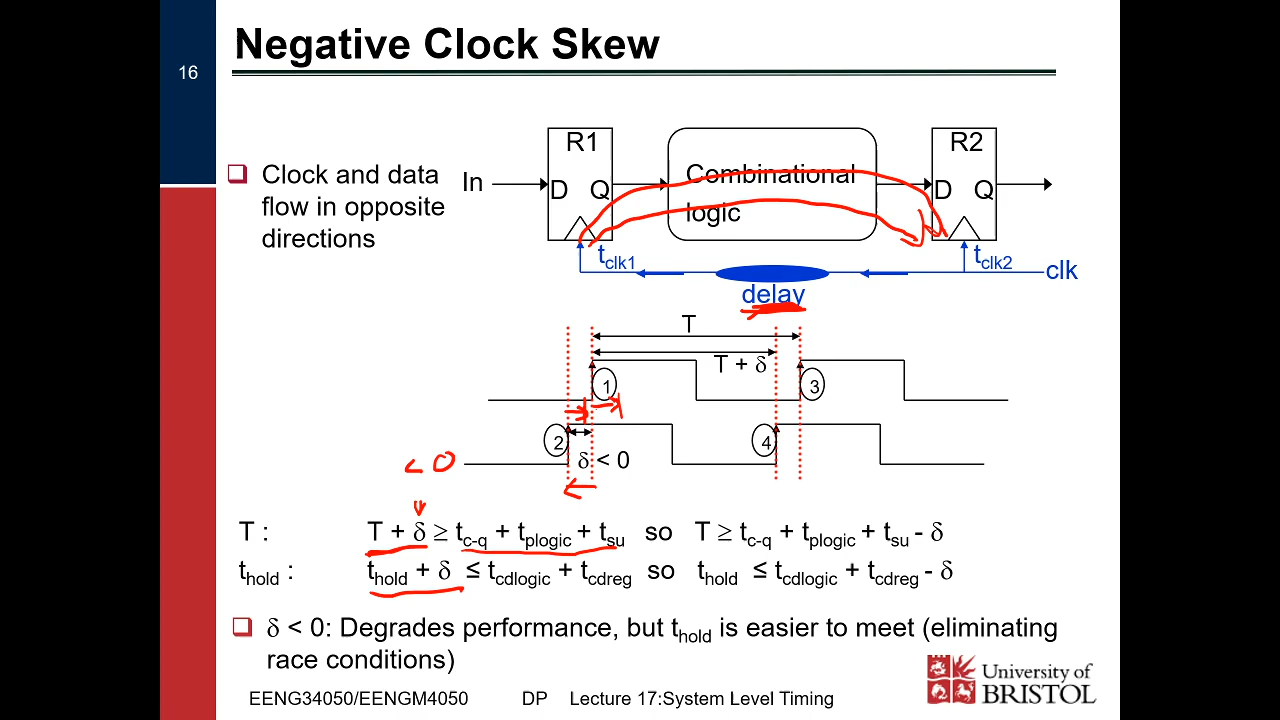 Negative Clock Skew
16
R1
R2
Clock and data
flow in opposite
directions
In
D Q
Combinational
logic
D Q
tclk1
tclk2
clk
delay
T
T + δ
1
3
2
4
δ < 0
< 0
T : T + δ ≥ tc-q + tplogic + tsu so T ≥ tc-q + tplogic + tsu - δ
thold : thold + δ ≤ tcdlogic + tcdreg so thold ≤ tcdlogic + tcdreg - δ
δ < 0: Degrades performance, but thold is easier to meet (eliminating
race conditions)
University of
BRISTOL
EENG34050/EENGM4050 DP Lecture 17:System Level Timing